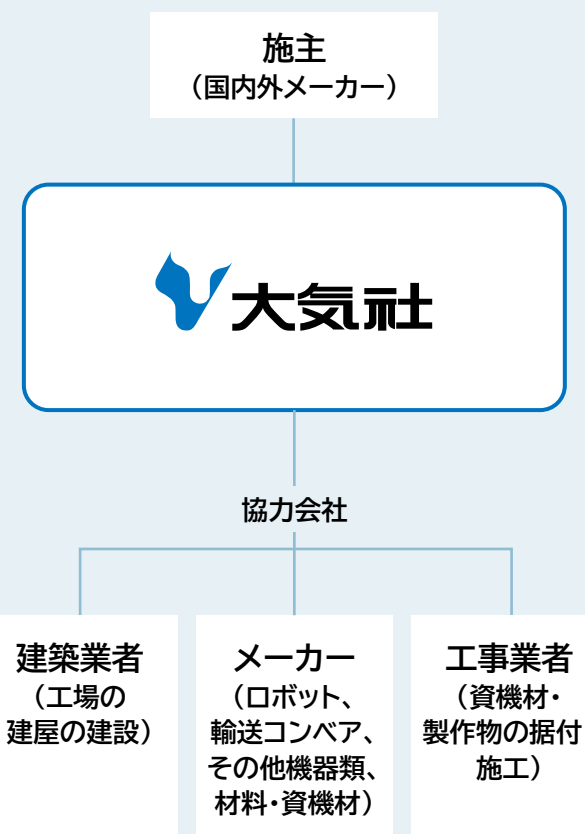 施主
（国内外メーカー）
大気社
協力会社
建築業者
（工場の
建屋の建設）
メーカー
（ロボット、
輸送コンベア、
その他機器類、
材料・資機材）
工事業者
（資機材・
製作物の据付
施工）